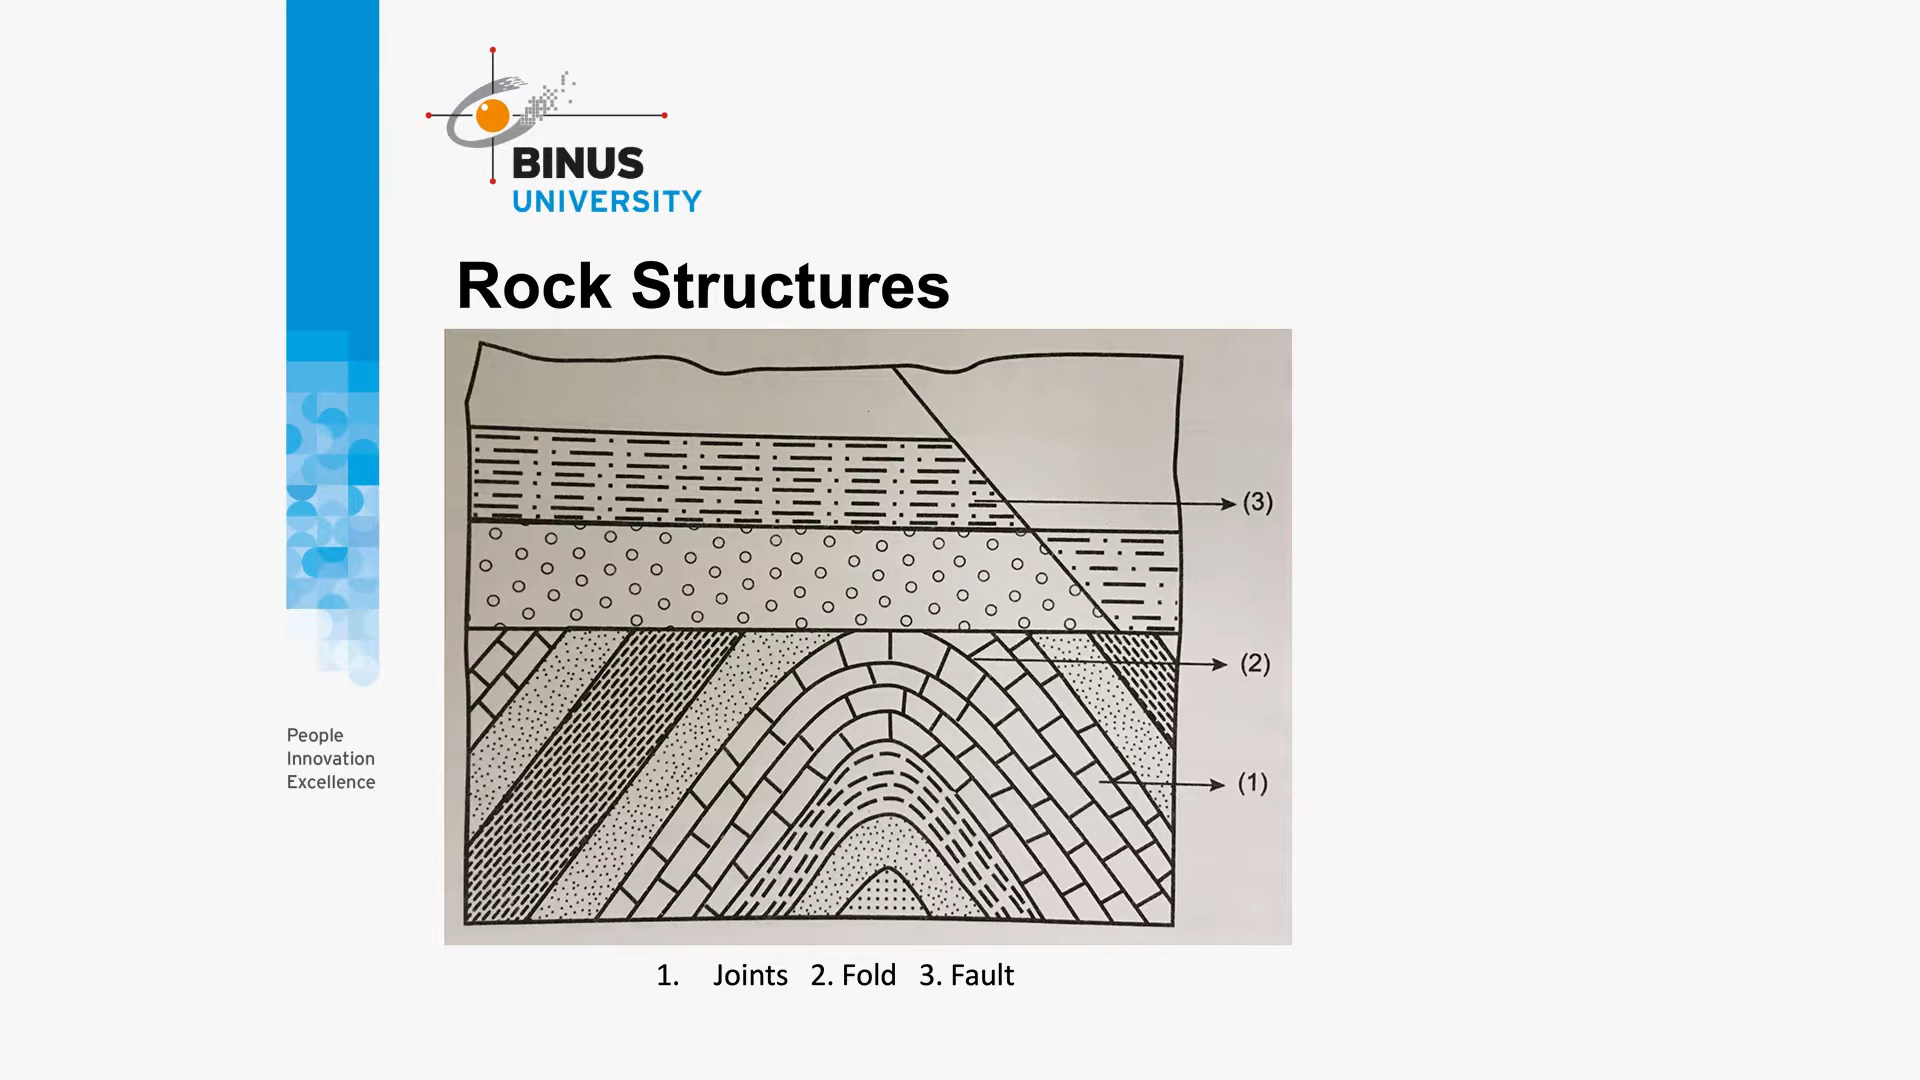 BINUS
UNIVERSITY
Rock Structures
(3)
(2)
(1)
People
Innovation
Excellence
1. Joints 2. Fold 3. Fault